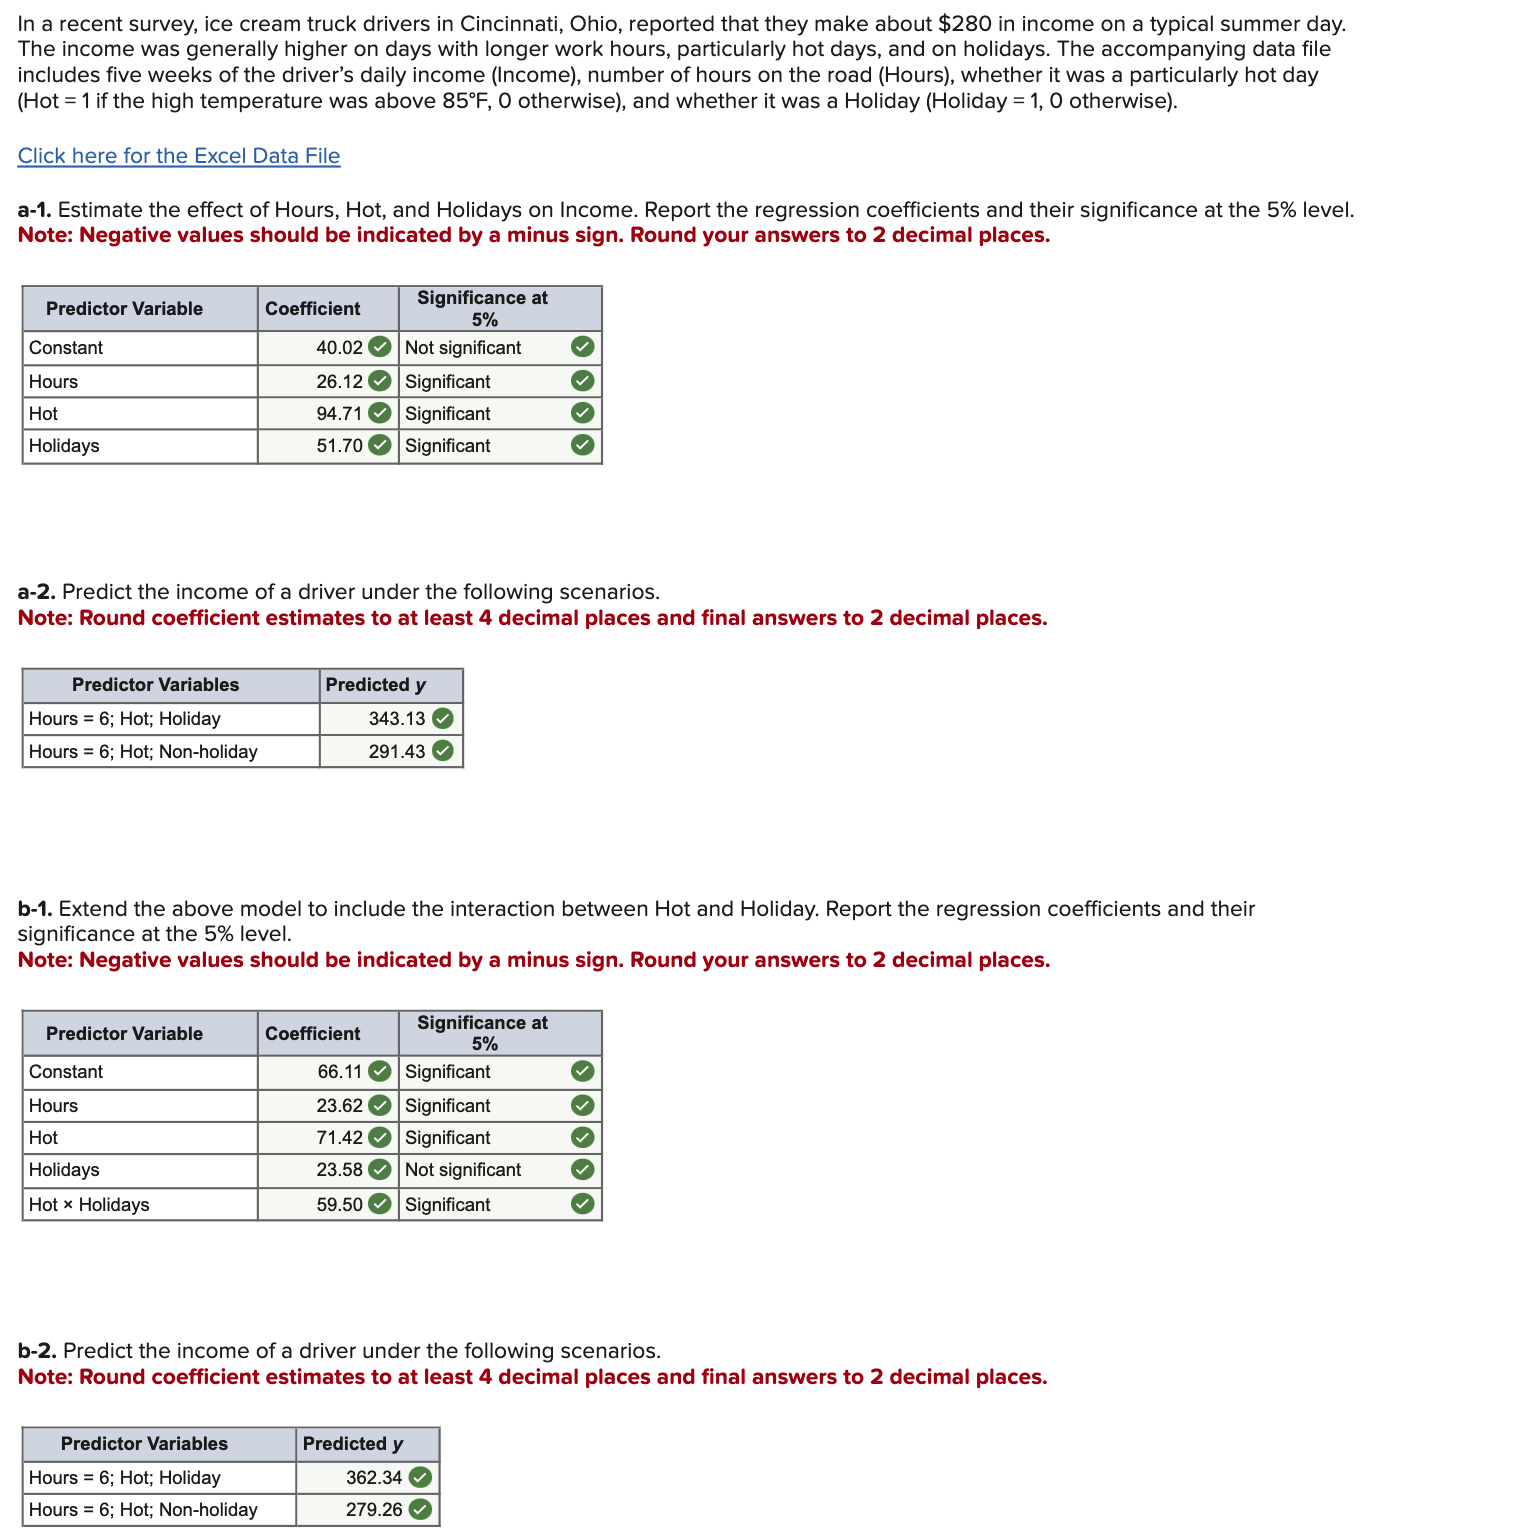 In a recent survey, ice cream truck drivers in Cincinnati, Ohio, reported that they make about $280 in income on a typical summer day.
The income was generally higher on days with longer work hours, particularly hot days, and on holidays. The accompanying data file
includes five weeks of the driver’s daily income (Income), number of hours on the road (Hours), whether it was a particularly hot day
(Hot = 1 if the high temperature was above 85°F, 0 otherwise), and whether it was a Holiday (Holiday = 1, 0 otherwise).
Click here for the Excel Data File
a-1. Estimate the effect of Hours, Hot, and Holidays on Income. Report the regression coefficients and their significance at the 5% level.
Note: Negative values should be indicated by a minus sign. Round your answers to 2 decimal places.
Predictor Variable Coefficient Significance at 5%
Constant 40.02 Not significant
Hours 26.12 Significant
Hot 94.71 Significant
Holidays 51.70 Significant
a-2. Predict the income of a driver under the following scenarios.
Note: Round coefficient estimates to at least 4 decimal places and final answers to 2 decimal places.
Predictor Variables Predicted y
Hours = 6; Hot; Holiday 343.13
Hours = 6; Hot; Non-holiday 291.43
b-1. Extend the above model to include the interaction between Hot and Holiday. Report the regression coefficients and their
significance at the 5% level.
Note: Negative values should be indicated by a minus sign. Round your answers to 2 decimal places.
Predictor Variable Coefficient Significance at 5%
Constant 66.11 Significant
Hours 23.62 Significant
Hot 71.42 Significant
Holidays 23.58 Not significant
Hot × Holidays 59.50 Significant
b-2. Predict the income of a driver under the following scenarios.
Note: Round coefficient estimates to at least 4 decimal places and final answers to 2 decimal places.
Predictor Variables Predicted y
Hours = 6; Hot; Holiday 362.34
Hours = 6; Hot; Non-holiday 279.26